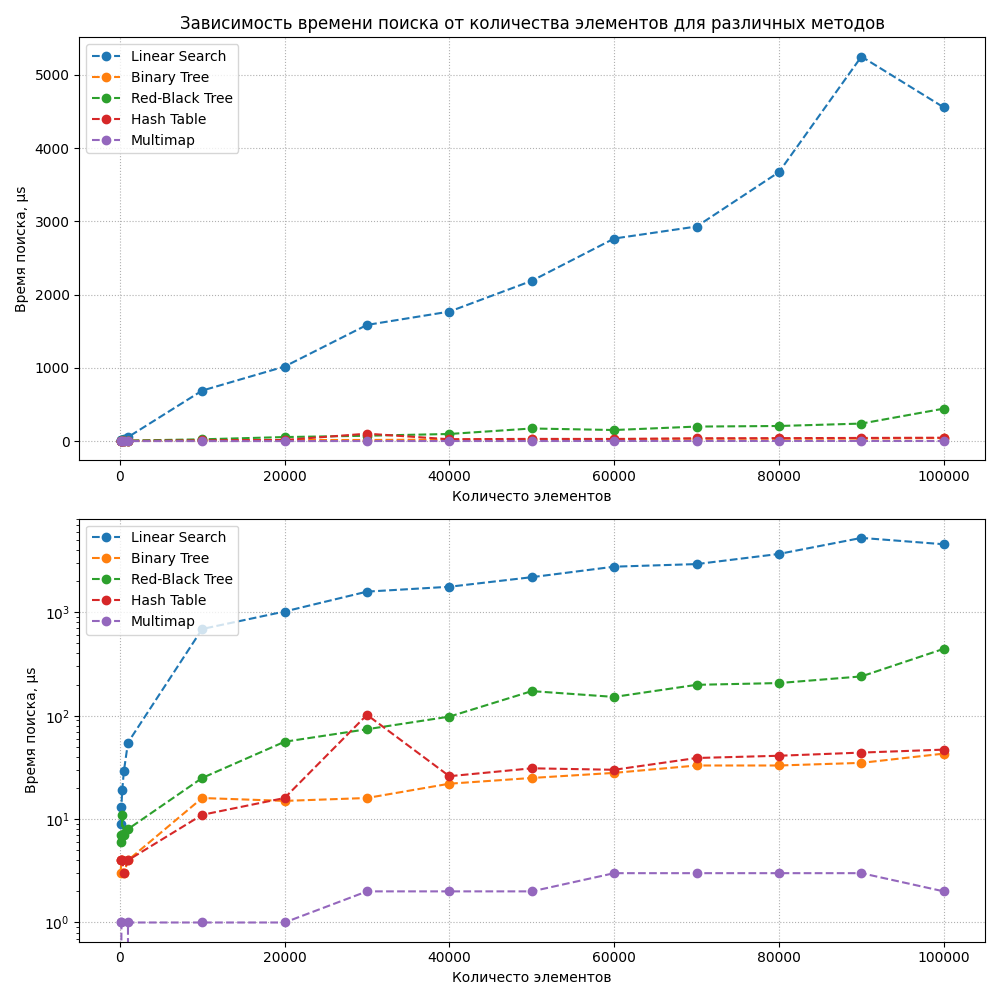 Зависимость времени поиска от количества элементов для различных методов
Linear Search
Binary Tree
Red-Black Tree
Hash Table
Multimap
5000
4000
3000
2000
1000
0
Время поиска, µs
0
20000
40000
60000
80000
100000
Количесто элементов
Linear Search
Binary Tree
Red-Black Tree
Hash Table
Multimap
10³
10²
10¹
10⁰
Время поиска, µs
0
20000
40000
60000
80000
100000
Количесто элементов